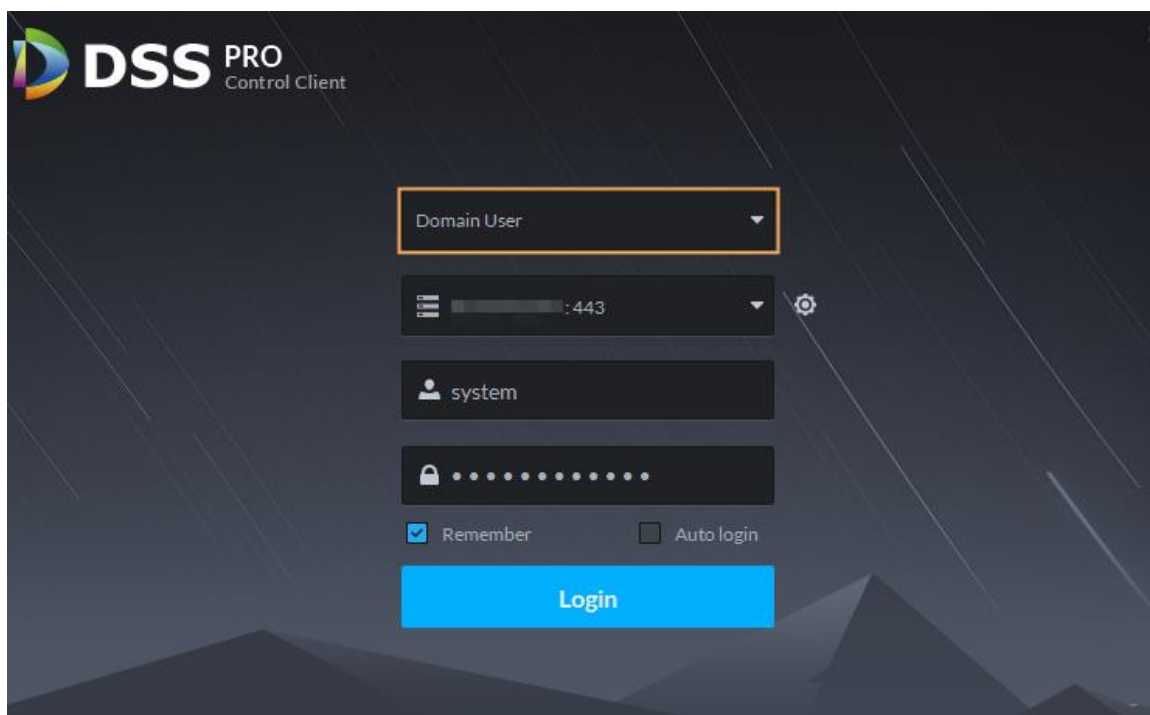 DSS PRO
Control Client
Domain User
:443
system
Remember
Auto login
Login